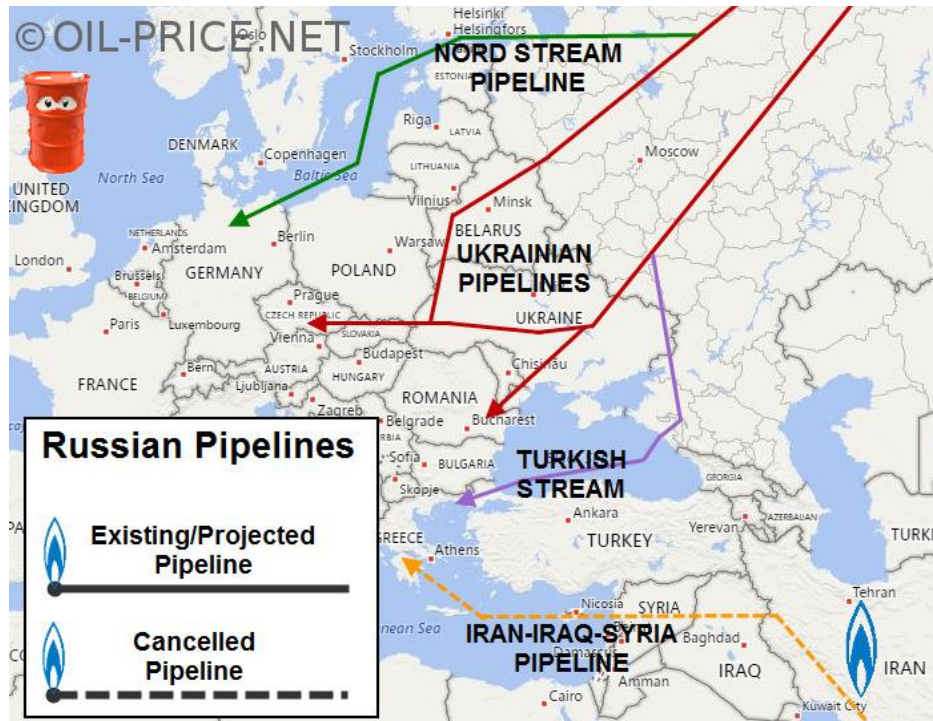 © OIL-PRICE.NET
Oslo
Helsinki
Helsingfors
Stockholm
NORD STREAM
PIPELINE
ESTONIA
Riga
LATVIA
Moscow
DENMARK
Copenhagen
LITHUANIA
North Sea
Baltic Sea
Vilnius
Minsk
UNITED
KINGDOM
BELARUS
NETHERLANDS
Amsterdam
Berlin
Warsaw
London
UKRAINIAN
PIPELINES
Brussels
GERMANY
POLAND
BELGIUM
Prague
Luxembourg
CZECH REPUBLIC
UKRAINE
Paris
Vienna
SLOVAKIA
Budapest
Chisinau
FRANCE
Bern
AUSTRIA
HUNGARY
Ljubljana
ROMANIA
Zagreb
Belgrade
Bucharest
Russian Pipelines
Sofia
BULGARIA
TURKISH
STREAM
Skopje
GEORGIA
Ankara
Yerevan
AZERBAIJAN
Existing/Projected
Pipeline
GREECE
Athens
TURKEY
Tehran
Nicosia
SYRIA
Cancelled
Pipeline
nean Sea
IRAN-IRAQ-SYRIA
PIPELINE
Baghdad
Damascus
IRAQ
IRAN
Amman
Cairo
Kuwait City